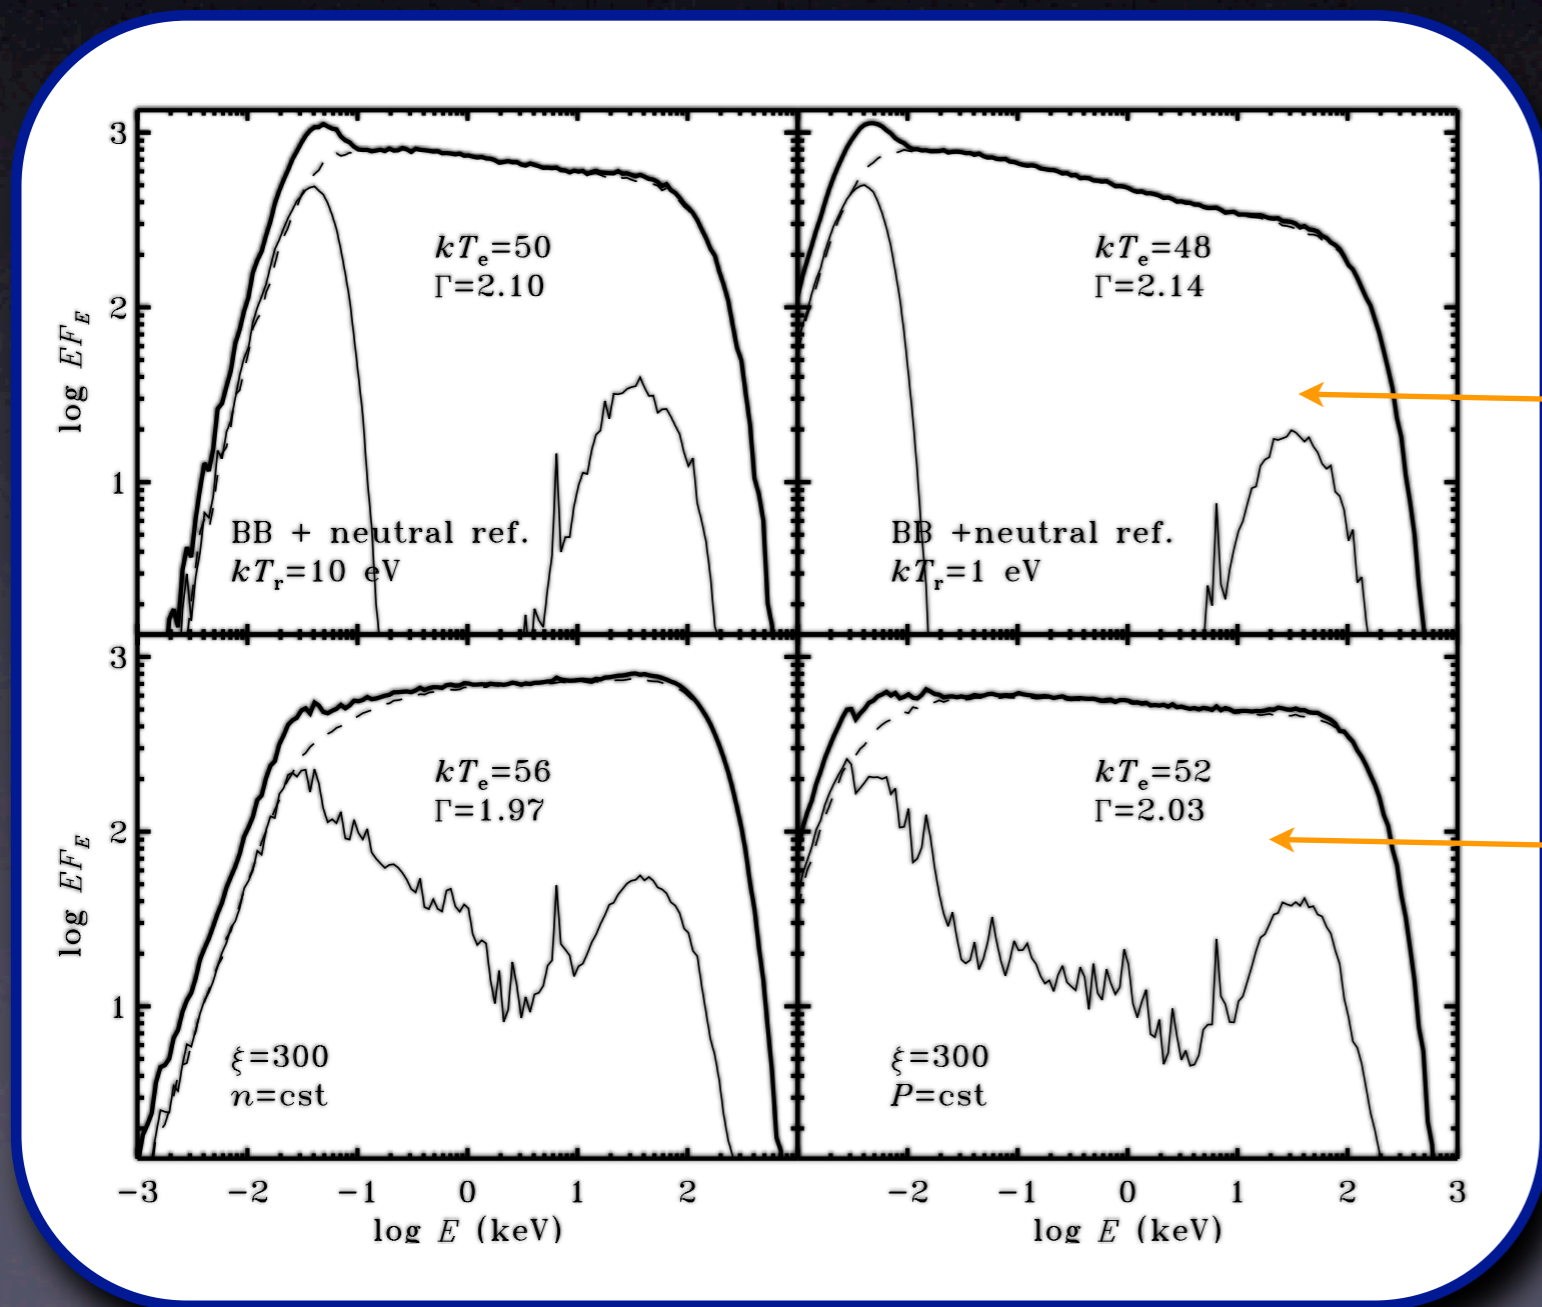 3
2
1
log EF_E
kT_e=50
Γ=2.10
BB + neutral ref.
kT_r=10 eV
kT_e=48
Γ=2.14
BB +neutral ref.
kT_r=1 eV
3
2
1
log EF_E
kT_e=56
Γ=1.97
ξ=300
n=cst
kT_e=52
Γ=2.03
ξ=300
P=cst
−3 −2 −1 0 1 2
−2 −1 0 1 2 3
log E (keV)
log E (keV)